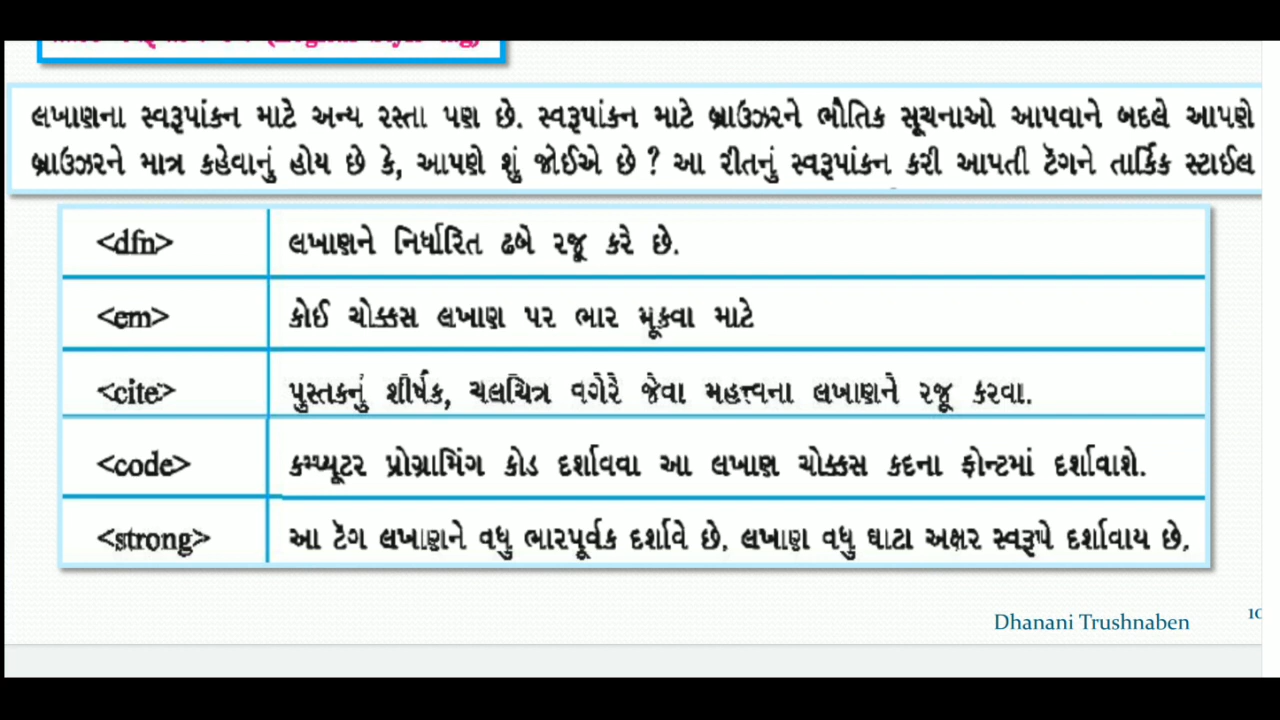 લખાણના સ્વરૂપાંકન માટે અન્ય રસ્તા પણ છે. સ્વરૂપાંકન માટે બ્રાઉઝરને ભૌતિક સૂચનાઓ આપવાને બદલે આપણે
બ્રાઉઝરને માત્ર કહેવાનું હોય છે કે, આપણે શું જોઈએ છે ? આ રીતનું સ્વરૂપાંકન કરી આપતી ટૅગને તાર્કિક સ્ટાઈલ
<dfn> લખાણને નિર્ધારિત ઢબે રજૂ કરે છે.
<em> કોઈ ચોક્કસ લખાણ પર ભાર મૂકવા માટે
<cite> પુસ્તકનું શીર્ષક, ચલચિત્ર વગેરે જેવા મહત્ત્વના લખાણને રજૂ કરવા.
<code> કમ્પ્યૂટર પ્રોગ્રામિંગ કોડ દર્શાવવા આ લખાણ ચોક્કસ કદના ફોન્ટમાં દર્શાવાશે.
<strong> આ ટૅગ લખાણને વધુ ભારપૂર્વક દર્શાવે છે. લખાણ વધુ ઘાટા અક્ષર સ્વરૂપે દર્શાવાય છે.
Dhanani Trushnaben